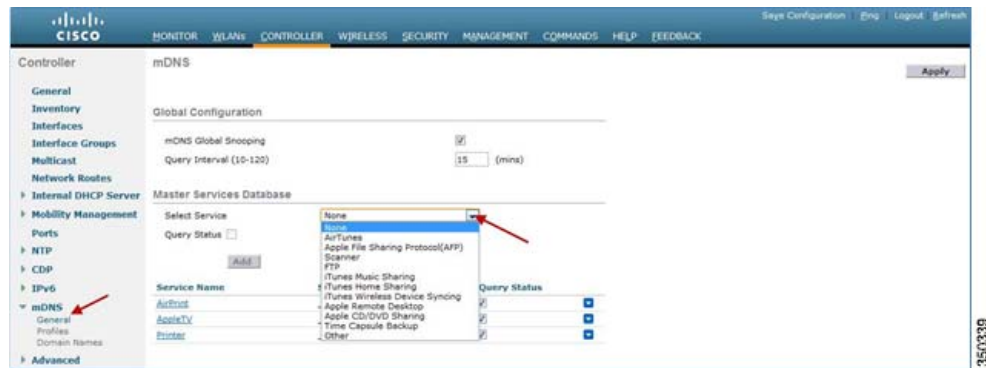 Save Configuration | Ping | Logout | Refresh
CISCO
MONITOR WLANs CONTROLLER WIRELESS SECURITY MANAGEMENT COMMANDS HELP FEEDBACK
Controller
mDNS
Apply
General
Inventory
Interfaces
Interface Groups
Multicast
Network Routes
Internal DHCP Server
Mobility Management
Ports
NTP
CDP
IPv6
mDNS
General
Profiles
Domain Names
Advanced
Global Configuration
mDNS Global Snooping
Query Interval (10-120) 15 (mins)
Master Services Database
Select Service None
Query Status
Add
None
AirTunes
Apple File Sharing Protocol(AFP)
Scanner
FTP
iTunes Music Sharing
iTunes Home Sharing
iTunes Wireless Device Syncing
Apple Remote Desktop
Apple CD/DVD Sharing
Time Capsule Backup
Other
Service Name Query Status
AirPrint
AppleTV
Printer
350339